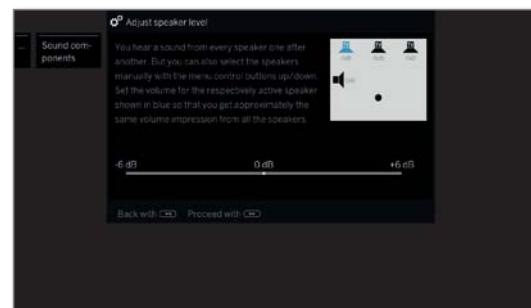 Adjust speaker level
...
Sound com-
ponents
You hear a sound from every speaker one after
another. But you can also select the speakers
manually with the menu control buttons up/down.
Set the volume for the respectively active speaker
shown in blue so that you get approximately the
same volume impression from all the speakers.
-6 dB 0 dB +6 dB
Back with Proceed with